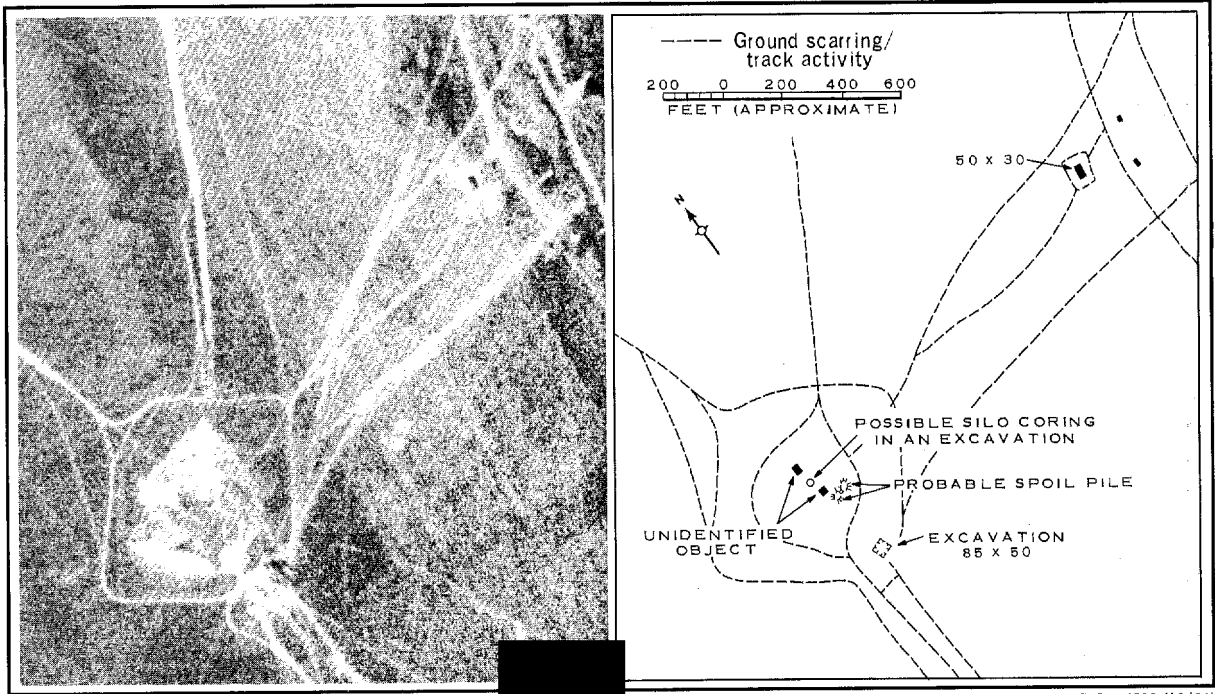 Ground scarring/
track activity
200 0 200 400 600
FEET (APPROXIMATE)
50 X 30
N
POSSIBLE SILO CORING
IN AN EXCAVATION
PROBABLE SPOIL PILE
UNIDENTIFIED
OBJECT
EXCAVATION
85 X 50